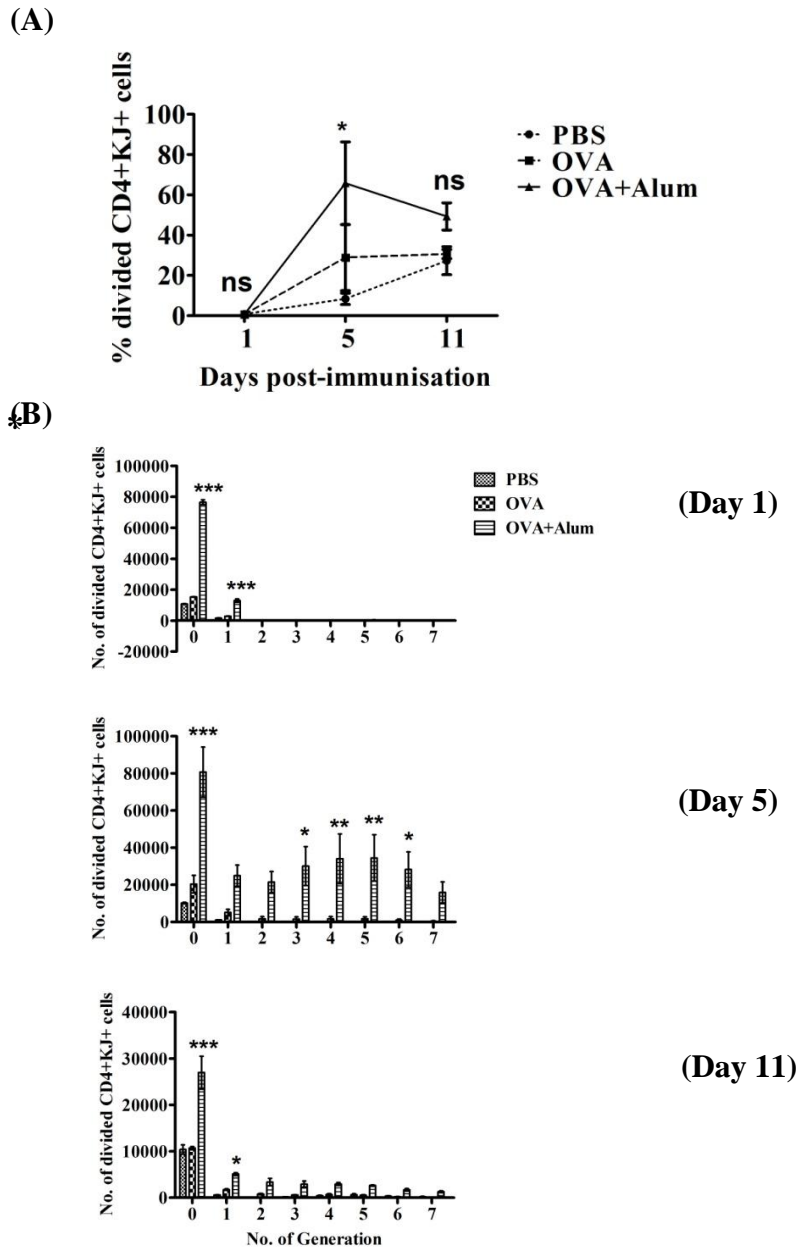 (A)
% divided CD4+KJ+ cells
100
80
60
40
20
0
ns
*
ns
1 5 11
Days post-immunisation
PBS
OVA
OVA+Alum
*(B)
No. of divided CD4+KJ+ cells
100000
80000
60000
40000
20000
0
-20000
***
***
0 1 2 3 4 5 6 7
PBS
OVA
OVA+Alum
(Day 1)
No. of divided CD4+KJ+ cells
100000
80000
60000
40000
20000
0
***
*
**
**
*
0 1 2 3 4 5 6 7
(Day 5)
No. of divided CD4+KJ+ cells
40000
30000
20000
10000
0
***
*
0 1 2 3 4 5 6 7
No. of Generation
(Day 11)